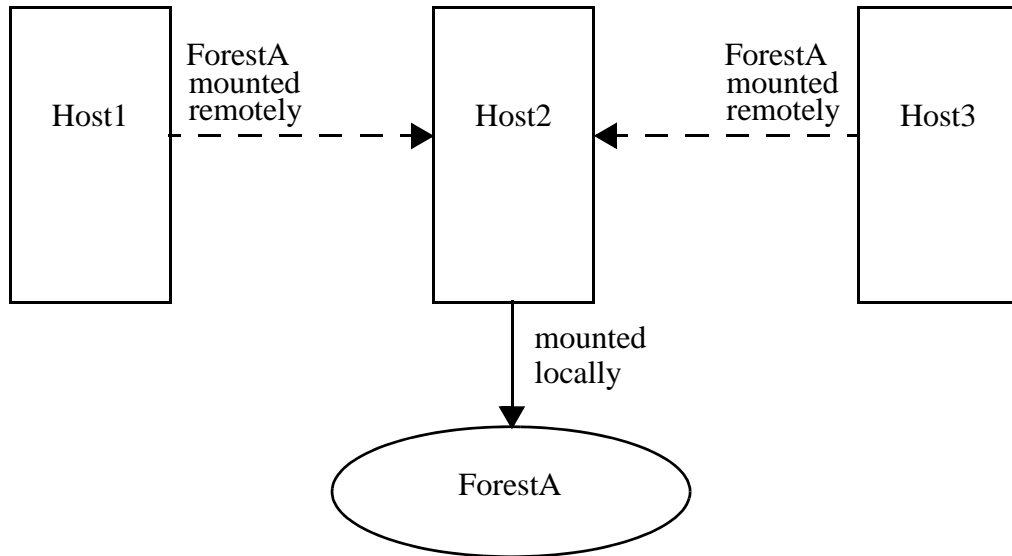 ForestA
mounted
remotely
Host1
Host2
ForestA
mounted
remotely
Host3
mounted
locally
ForestA